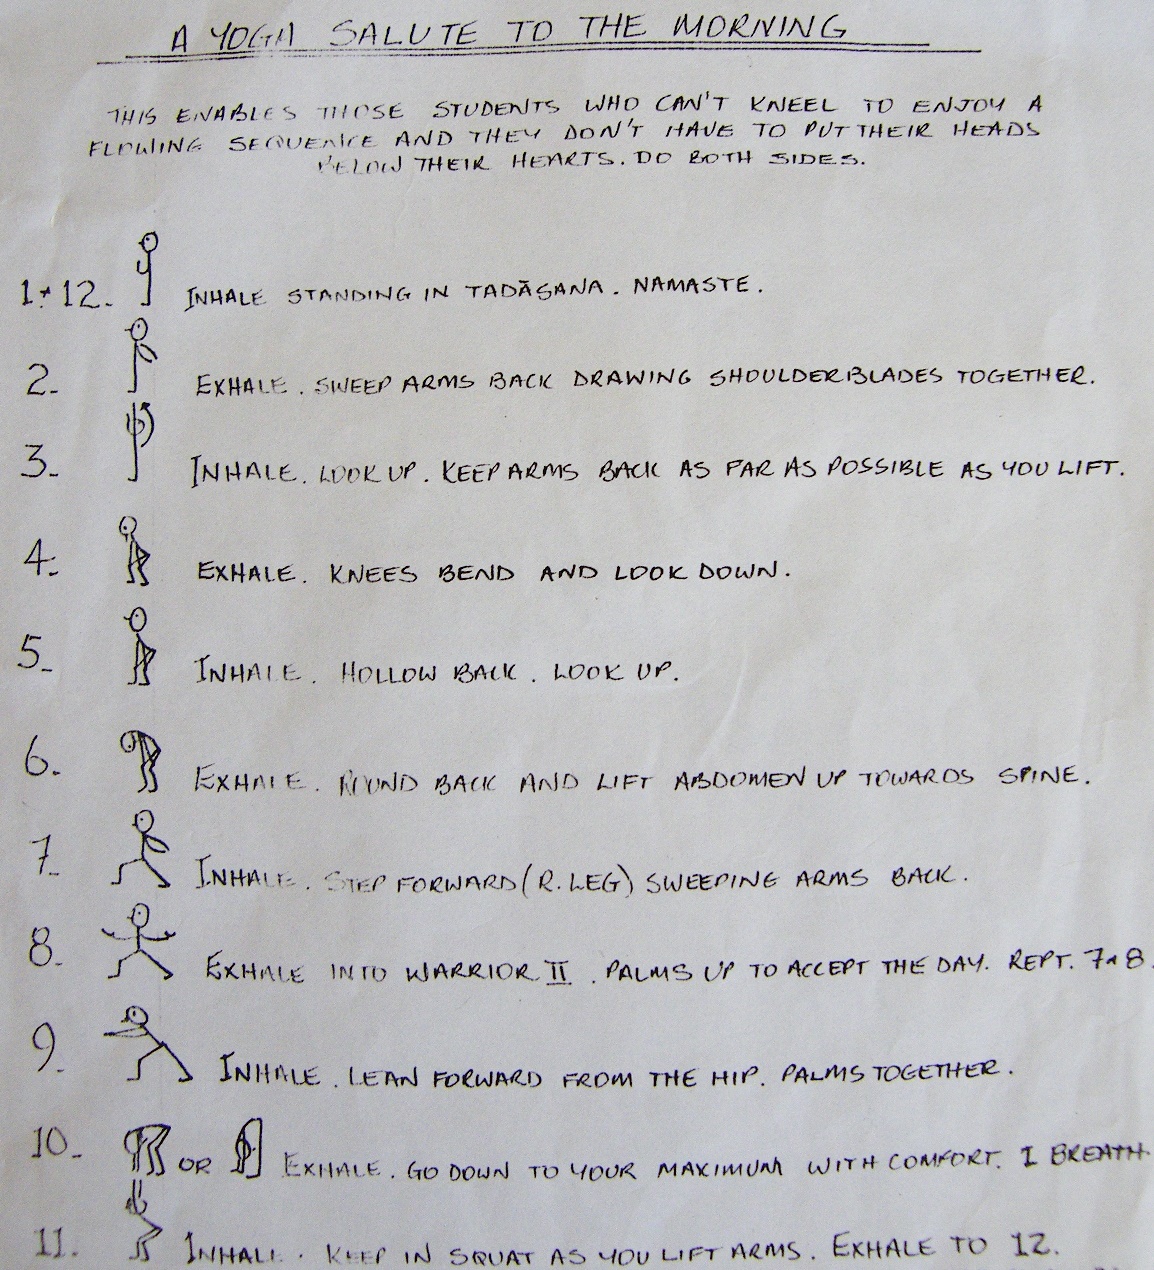 A YOGA SALUTE TO THE MORNING
THIS ENABLES THOSE STUDENTS WHO CAN'T KNEEL TO ENJOY A
FLOWING SEQUENCE AND THEY DON'T HAVE TO PUT THEIR HEADS
BELOW THEIR HEARTS. DO BOTH SIDES.
1+12. INHALE STANDING IN TADĀSANA. NAMASTE.
2. EXHALE. SWEEP ARMS BACK DRAWING SHOULDERBLADES TOGETHER.
3. INHALE. LOOK UP. KEEP ARMS BACK AS FAR AS POSSIBLE AS YOU LIFT.
4. EXHALE. KNEES BEND AND LOOK DOWN.
5. INHALE. HOLLOW BACK. LOOK UP.
6. EXHALE. ROUND BACK AND LIFT ABDOMEN UP TOWARDS SPINE.
7. INHALE. STEP FORWARD (R. LEG) SWEEPING ARMS BACK.
8. EXHALE INTO WARRIOR II. PALMS UP TO ACCEPT THE DAY. REPT. 7+8.
9. INHALE. LEAN FORWARD FROM THE HIP. PALMS TOGETHER.
10. OR EXHALE. GO DOWN TO YOUR MAXIMUM WITH COMFORT. 1 BREATH
11. INHALE. KEEP IN SQUAT AS YOU LIFT ARMS. EXHALE TO 12.